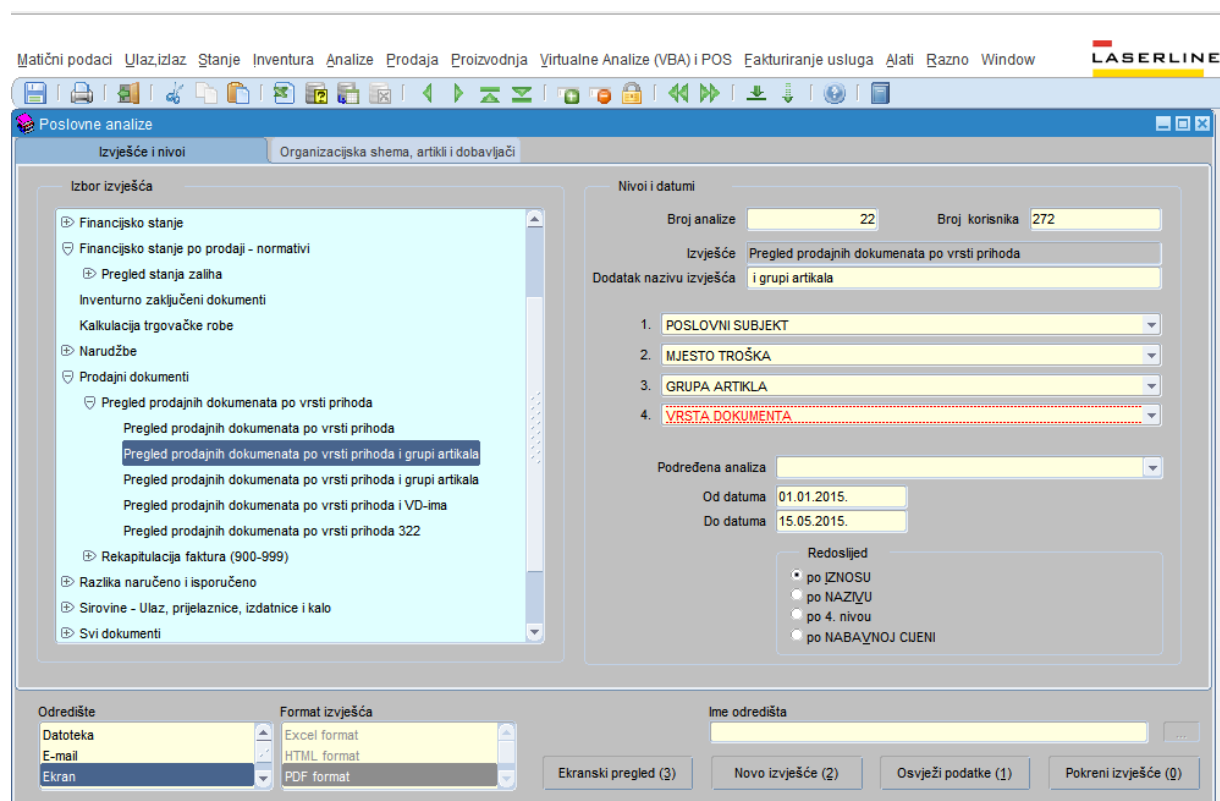 Matični podaci Ulaz,izlaz Stanje Inventura Analize Prodaja Proizvodnja Virtualne Analize (VBA) i POS Fakturiranje usluga Alati Razno Window LASERLINE
Poslovne analize
Izvješće i nivoi Organizacijska shema, artikli i dobavljači
Izbor izvješća
Financijsko stanje
Financijsko stanje po prodaji - normativi
Pregled stanja zaliha
Inventurno zaključeni dokumenti
Kalkulacija trgovačke robe
Narudžbe
Prodajni dokumenti
Pregled prodajnih dokumenata po vrsti prihoda
Pregled prodajnih dokumenata po vrsti prihoda
Pregled prodajnih dokumenata po vrsti prihoda i grupi artikala
Pregled prodajnih dokumenata po vrsti prihoda i grupi artikala
Pregled prodajnih dokumenata po vrsti prihoda i VD-ima
Pregled prodajnih dokumenata po vrsti prihoda 322
Rekapitulacija faktura (900-999)
Razlika naručeno i isporučeno
Sirovine - Ulaz, prijelaznice, izdatnice i kalo
Svi dokumenti
Nivoi i datumi
Broj analize 22 Broj korisnika 272
Izvješće Pregled prodajnih dokumenata po vrsti prihoda
Dodatak nazivu izvješća i grupi artikala
1. POSLOVNI SUBJEKT
2. MJESTO TROŠKA
3. GRUPA ARTIKLA
4. VRSTA DOKUMENTA
Podređena analiza
Od datuma 01.01.2015.
Do datuma 15.05.2015.
Redoslijed
po IZNOSU
po NAZIVU
po 4. nivou
po NABAVNOJ CIJENI
Odredište Format izvješća Ime odredišta
Datoteka Excel format
E-mail HTML format ...
Ekran PDF format Ekranski pregled (3) Novo izvješće (2) Osvježi podatke (1) Pokreni izvješće (0)